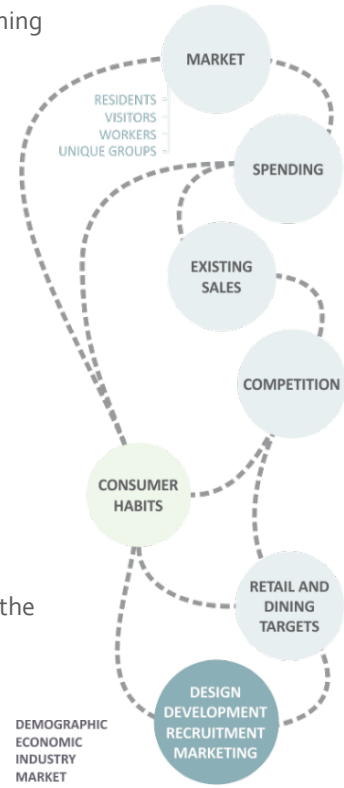 MARKET
RESIDENTS
VISITORS
WORKERS
UNIQUE GROUPS
SPENDING
EXISTING
SALES
COMPETITION
CONSUMER
HABITS
the
RETAIL AND
DINING
TARGETS
DESIGN
DEVELOPMENT
RECRUITMENT
MARKETING
DEMOGRAPHIC
ECONOMIC
INDUSTRY
MARKET